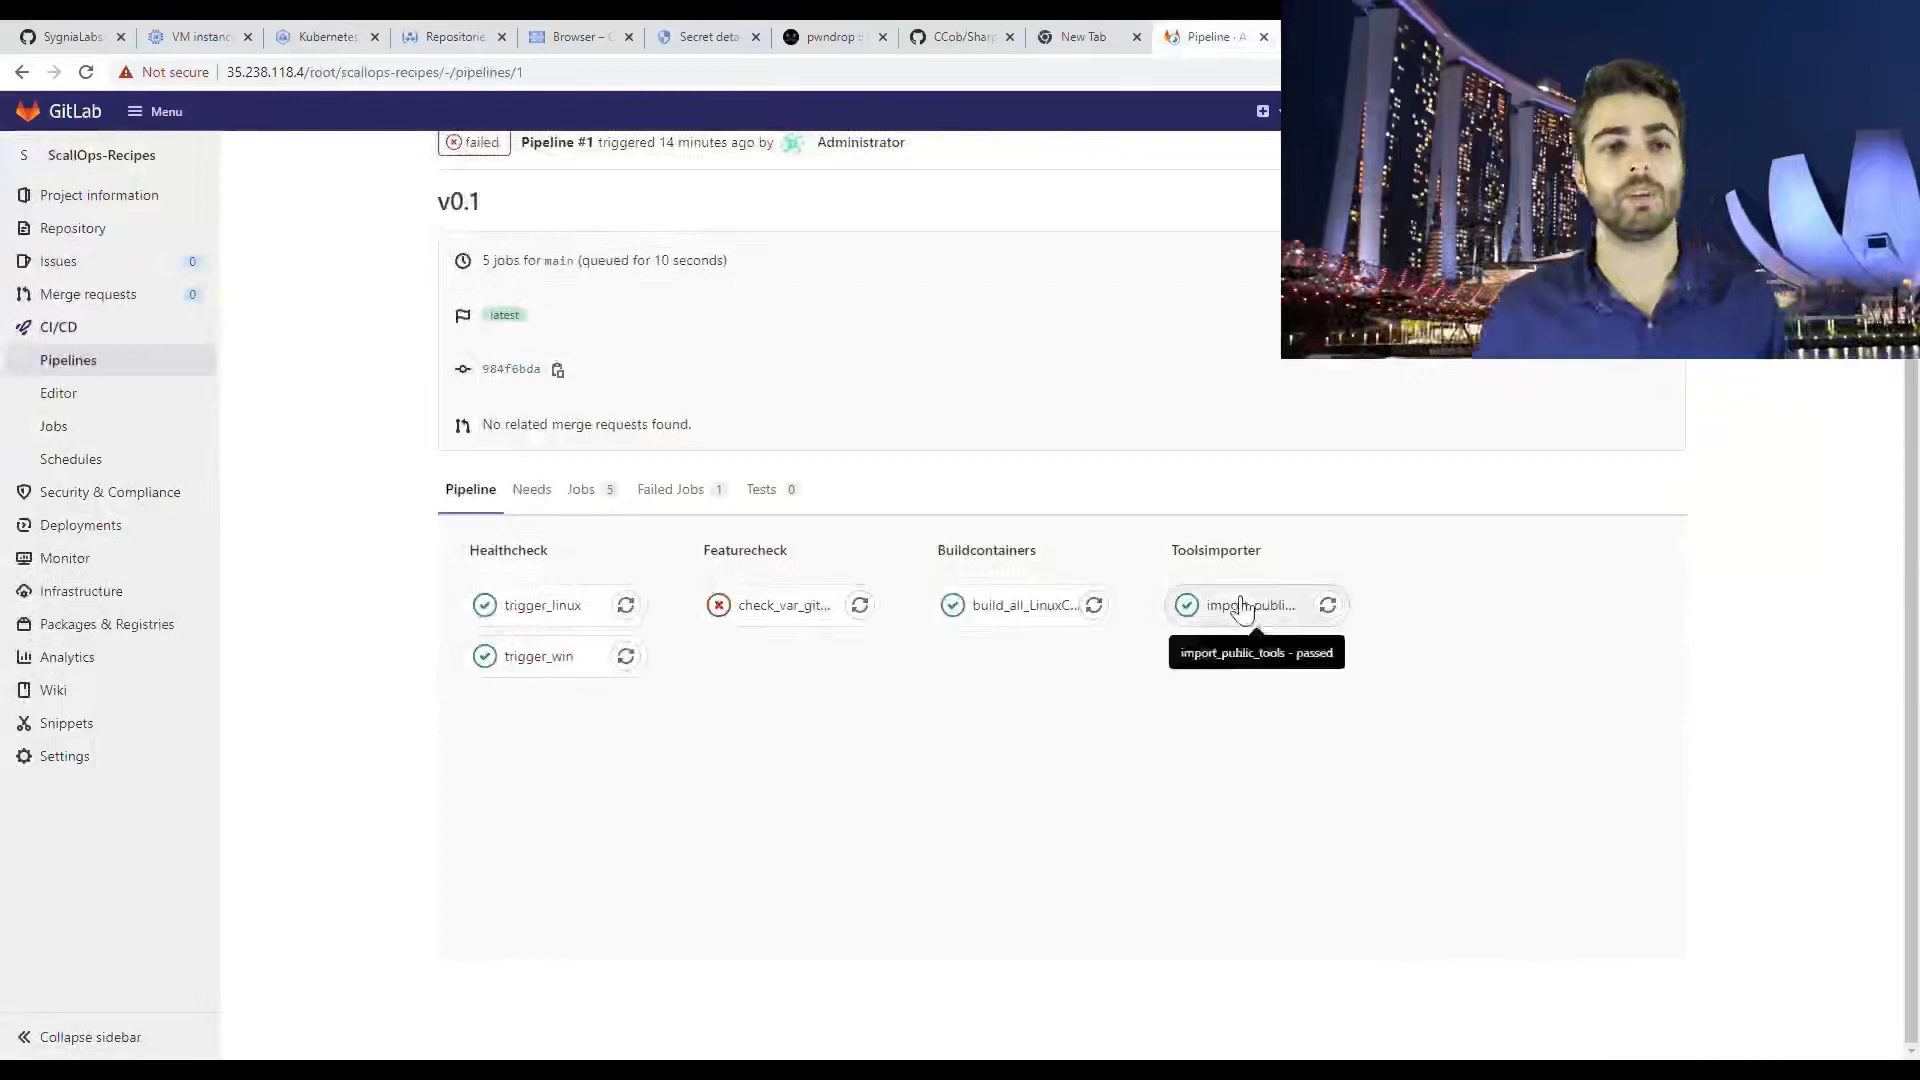 SygniaLabs
VM instanc
Kubernetes
Repositorie
Browser – C
Secret deta
pwndrop ::
CCob/Sharp
New Tab
Pipeline · A
Not secure
35.238.118.4/root/scallops-recipes/-/pipelines/1
GitLab
Menu
S
ScallOps-Recipes
Project information
Repository
Issues 0
Merge requests 0
CI/CD
Pipelines
Editor
Jobs
Schedules
Security & Compliance
Deployments
Monitor
Infrastructure
Packages & Registries
Analytics
Wiki
Snippets
Settings
Collapse sidebar
failed Pipeline #1 triggered 14 minutes ago by Administrator
v0.1
5 jobs for main (queued for 10 seconds)
latest
984f6bda
No related merge requests found.
Pipeline Needs Jobs 5 Failed Jobs 1 Tests 0
Healthcheck Featurecheck Buildcontainers Toolsimporter
trigger_linux check_var_git... build_all_LinuxC... import_publi...
trigger_win
import_public_tools - passed